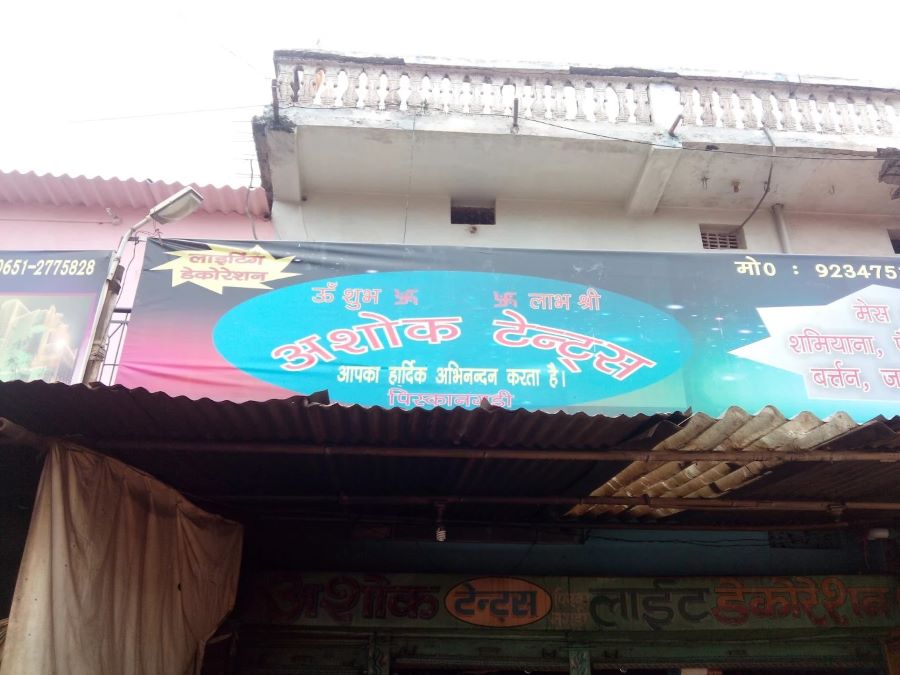 0651-2775828
लाइटिंग
डेकोरेशन
ॐ शुभ 卐 卐 लाभ श्री
अशोक टेन्ट्स
आपका हार्दिक अभिनन्दन करता है।
मो0 : 923475
मेस
शमियाना,
बर्त्तन,
अशोक टेन्ट्स लाईट डेकोरेशन